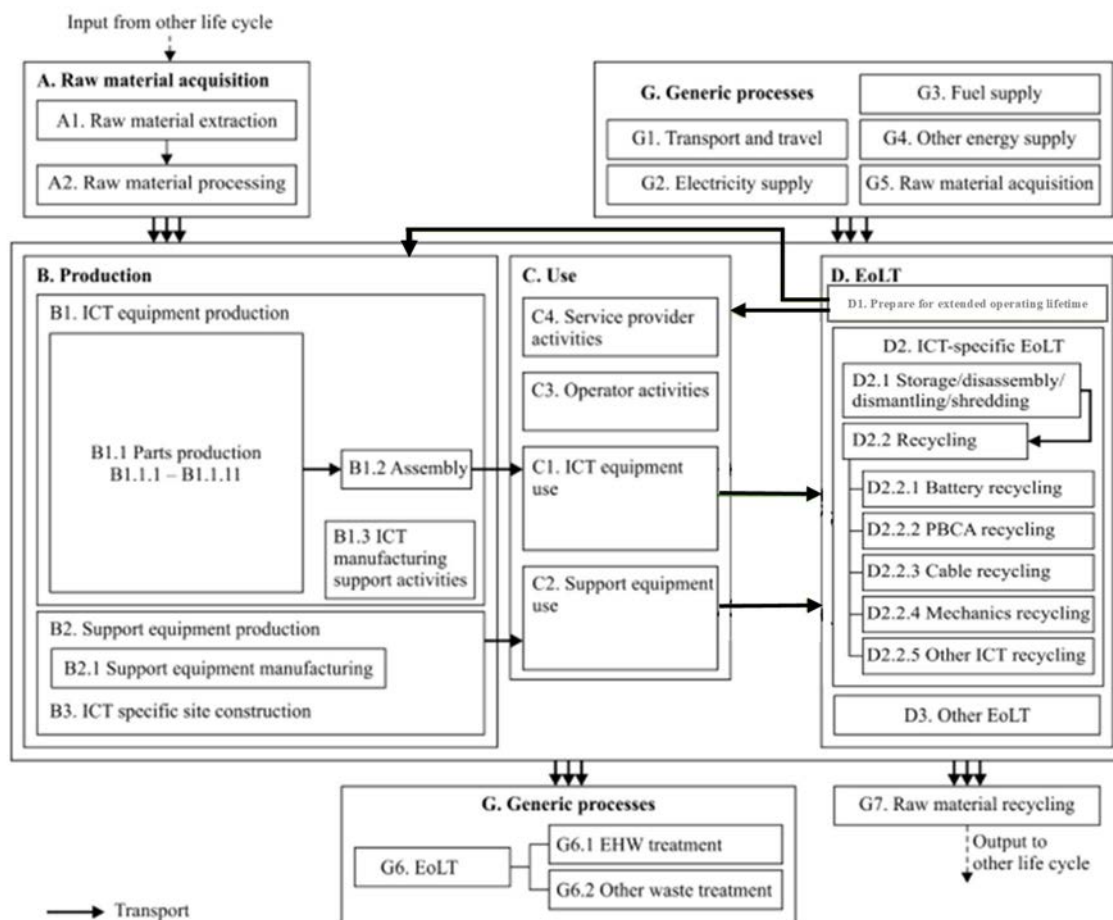 Input from other life cycle
A. Raw material acquisition
A1. Raw material extraction
A2. Raw material processing
G. Generic processes
G1. Transport and travel
G2. Electricity supply
G3. Fuel supply
G4. Other energy supply
G5. Raw material acquisition
B. Production
B1. ICT equipment production
B1.1 Parts production
B1.1.1 – B1.1.11
B1.2 Assembly
B1.3 ICT
manufacturing
support activities
B2. Support equipment production
B2.1 Support equipment manufacturing
B3. ICT specific site construction
C. Use
C4. Service provider
activities
C3. Operator activities
C1. ICT equipment
use
C2. Support equipment
use
D. EoLT
D1. Prepare for extended operating lifetime
D2. ICT-specific EoLT
D2.1 Storage/disassembly/
dismantling/shredding
D2.2 Recycling
D2.2.1 Battery recycling
D2.2.2 PBCA recycling
D2.2.3 Cable recycling
D2.2.4 Mechanics recycling
D2.2.5 Other ICT recycling
D3. Other EoLT
G. Generic processes
G6. EoLT
G6.1 EHW treatment
G6.2 Other waste treatment
G7. Raw material recycling
Output to
other life cycle
Transport